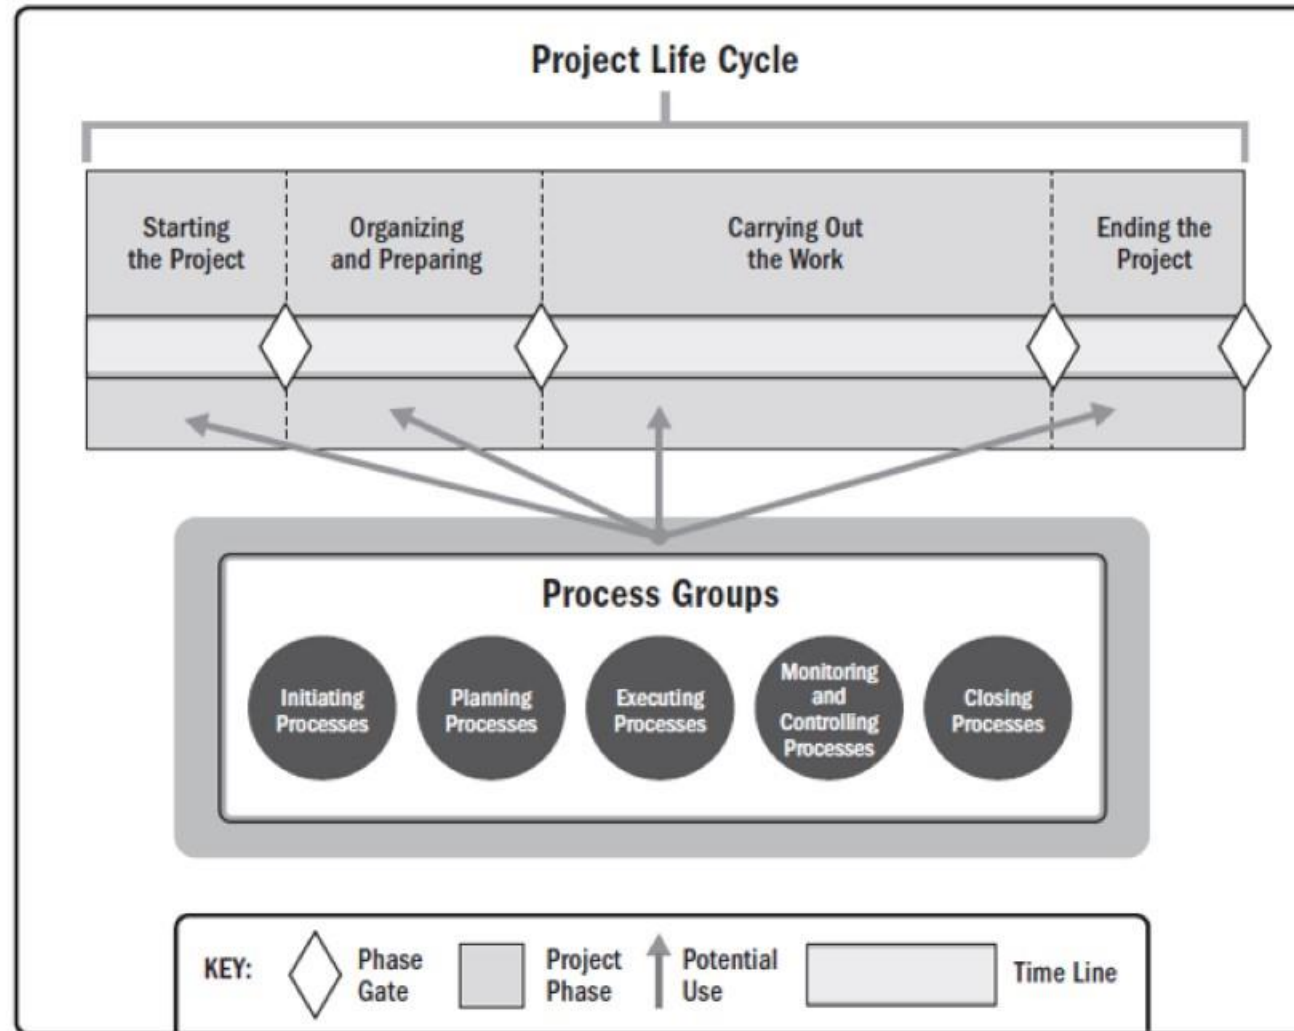 Project Life Cycle
Starting
the Project
Organizing
and Preparing
Carrying Out
the Work
Ending the
Project
Process Groups
Initiating
Processes
Planning
Processes
Executing
Processes
Monitoring
and
Controlling
Processes
Closing
Processes
KEY:
Phase
Gate
Project
Phase
Potential
Use
Time Line